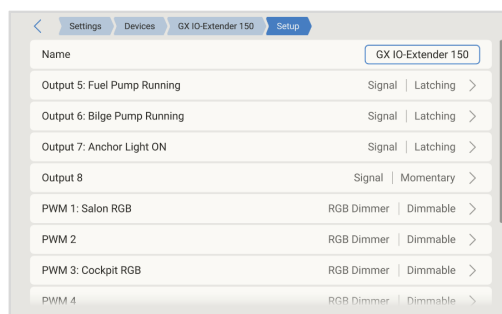 Settings Devices GX IO-Extender 150 Setup
Name GX IO-Extender 150
Output 5: Fuel Pump Running Signal | Latching
Output 6: Bilge Pump Running Signal | Latching
Output 7: Anchor Light ON Signal | Latching
Output 8 Signal | Momentary
PWM 1: Salon RGB RGB Dimmer | Dimmable
PWM 2 RGB Dimmer | Dimmable
PWM 3: Cockpit RGB RGB Dimmer | Dimmable
PWM 4 RGB Dimmer | Dimmable